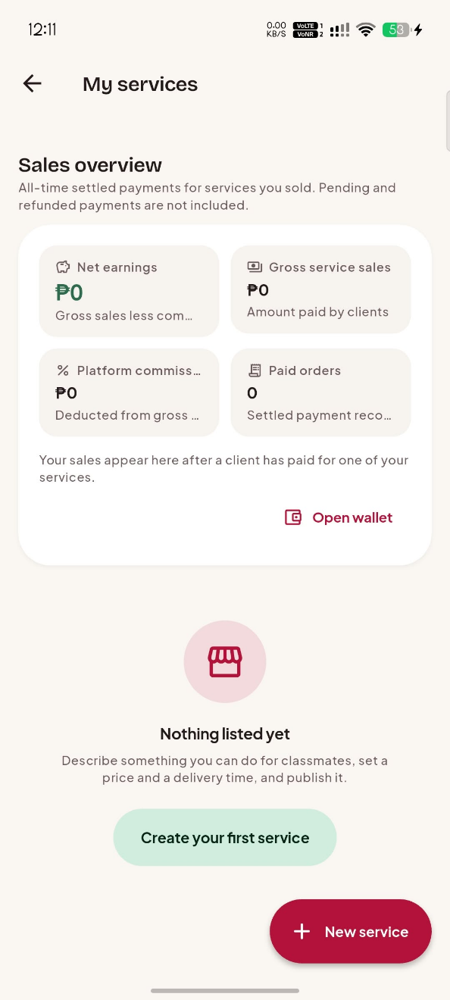 12:11
0.00 KB/S
VoLTE 1
VoNR 2
53
My services
Sales overview
All-time settled payments for services you sold. Pending and
refunded payments are not included.
Net earnings
₱0
Gross sales less com…
Gross service sales
₱0
Amount paid by clients
Platform commiss…
₱0
Deducted from gross …
Paid orders
0
Settled payment reco…
Your sales appear here after a client has paid for one of your
services.
Open wallet
Nothing listed yet
Describe something you can do for classmates, set a
price and a delivery time, and publish it.
Create your first service
New service